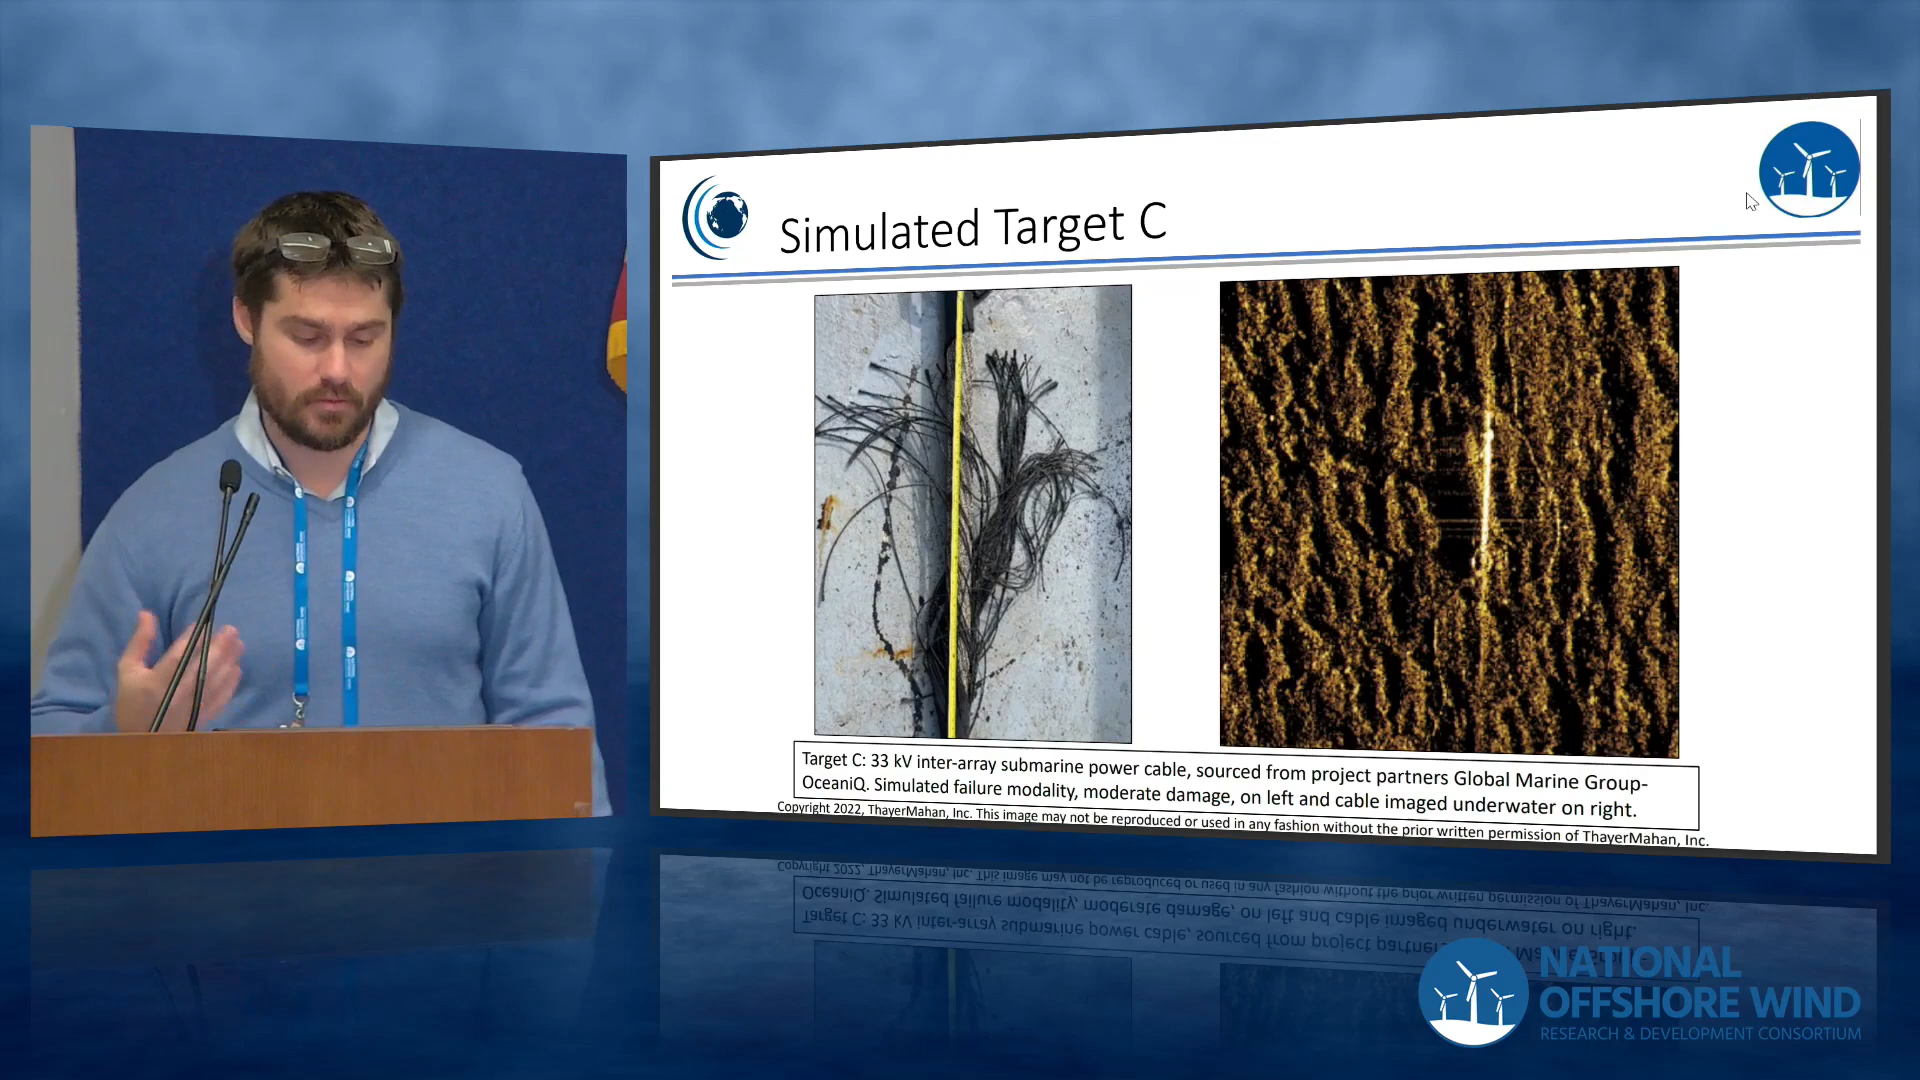 Simulated Target C
Target C: 33 kV inter-array submarine power cable, sourced from project partners Global Marine Group-
OceaniQ. Simulated failure modality, moderate damage, on left and cable imaged underwater on right.
Copyright 2022, ThayerMahan, Inc. This image may not be reproduced or used in any fashion without the prior written permission of ThayerMahan, Inc.
NATIONAL
OFFSHORE WIND
RESEARCH & DEVELOPMENT CONSORTIUM